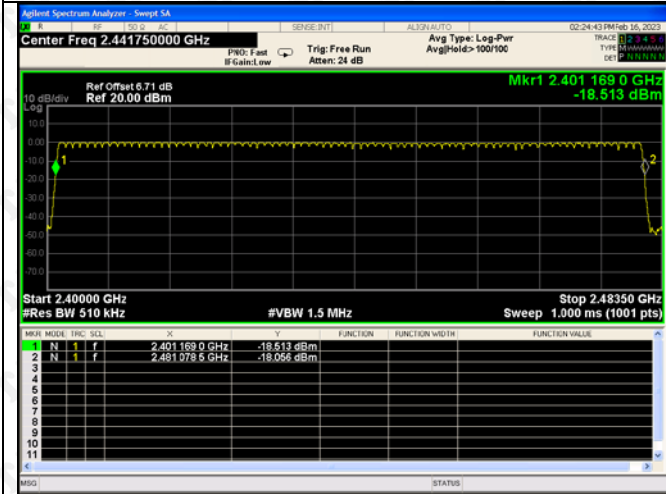 Agilent Spectrum Analyzer - Swept SA
R RF 50 Ω AC SENSE:INT ALIGN AUTO 02:24:43 PM Feb 16, 2023
Center Freq 2.441750000 GHz Avg Type: Log-Pwr TRACE 1 2 3 4 5 6
PNO: Fast Trig: Free Run Avg|Hold:> 100/100 TYPE M
IFGain:Low Atten: 24 dB DET P N N N N N
Mkr1 2.401 169 0 GHz
Ref Offset 6.71 dB
10 dB/div Ref 20.00 dBm -18.513 dBm
Log
10.0
0.00
1 2
-10.0
-20.0
-30.0
-40.0
-50.0
-60.0
-70.0
Start 2.40000 GHz Stop 2.48350 GHz
#Res BW 510 kHz #VBW 1.5 MHz Sweep 1.000 ms (1001 pts)
MKR MODE TRC SCL X Y FUNCTION FUNCTION WIDTH FUNCTION VALUE
1 N 1 f 2.401 169 0 GHz -18.513 dBm
2 N 1 f 2.481 078 5 GHz -18.056 dBm
3
4
5
6
7
8
9
10
11
MSG STATUS